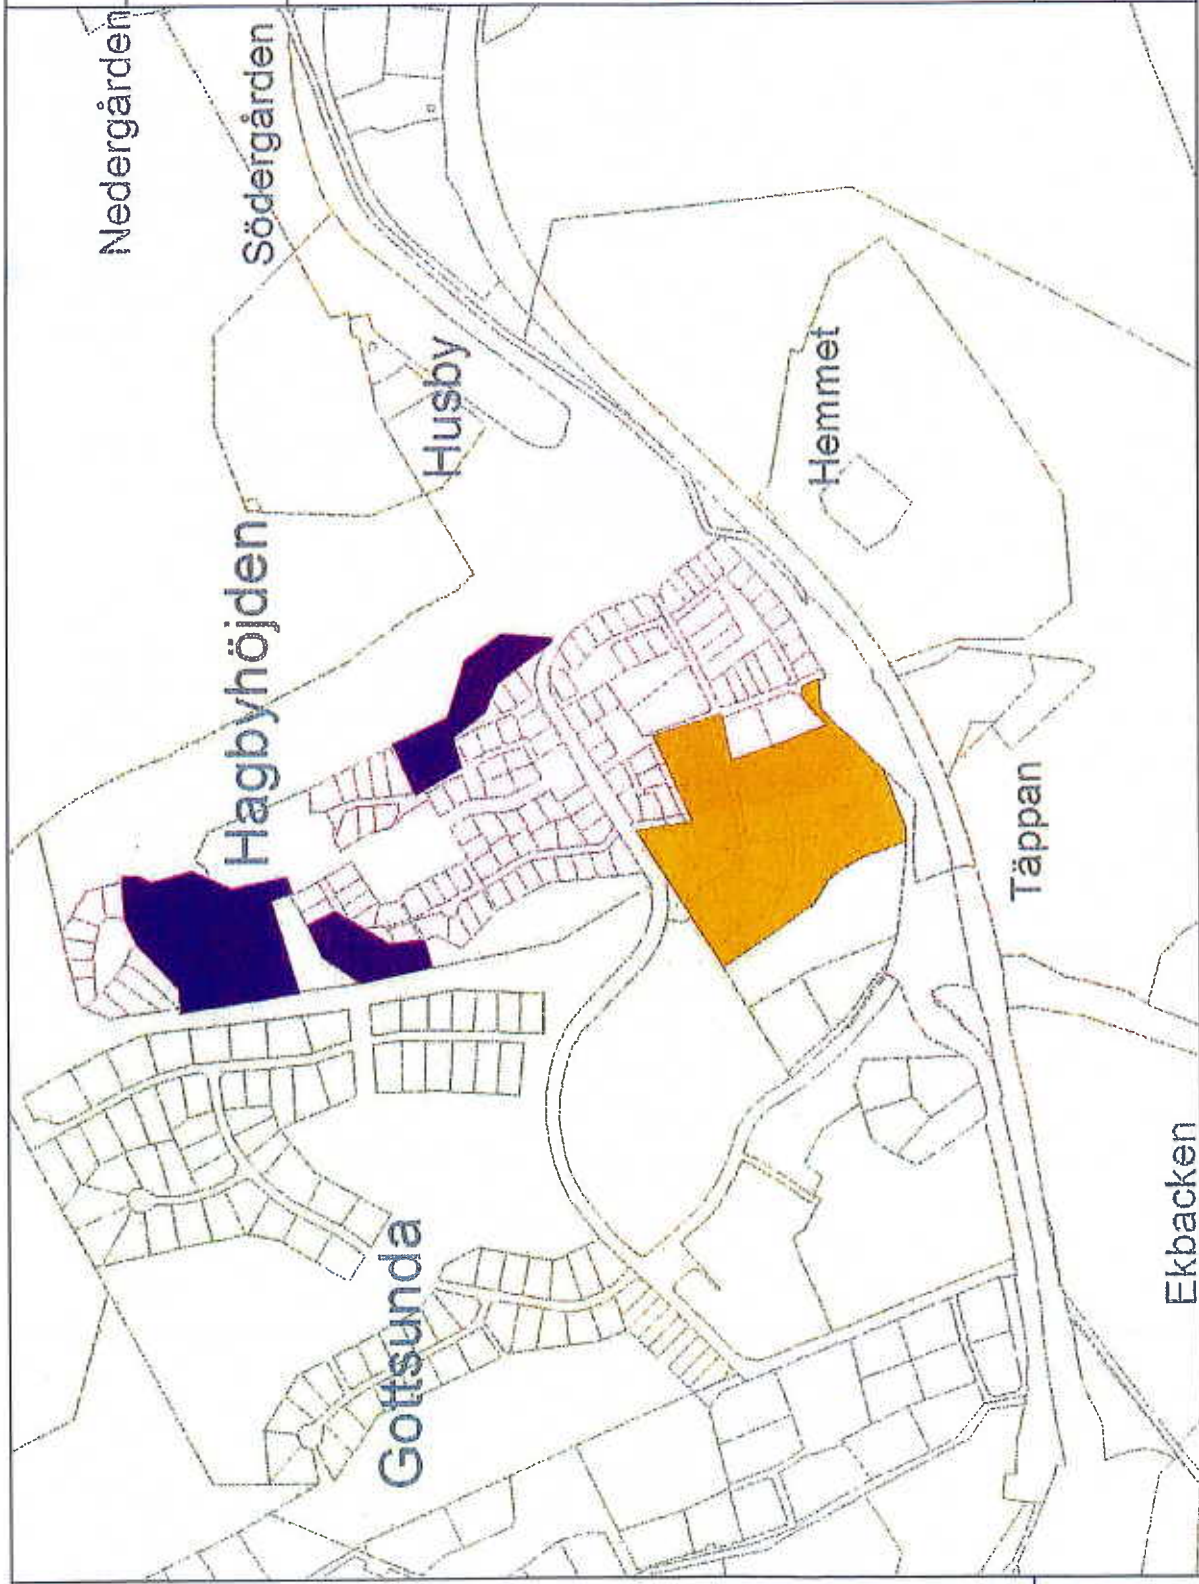 Nedergården
Södergården
Husby
Hagbyhöjden
Hemmet
Täppan
Gottsunda
Ekbacken